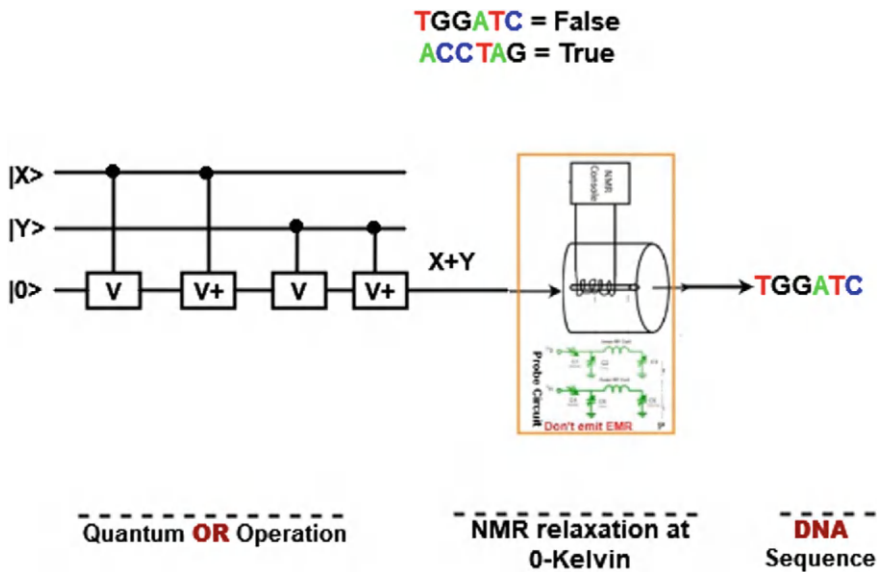 TGGATC = False
ACCTAG = True
|X>
|Y>
|0>
V
V+
V
V+
X+Y
NMR
Console
Probe Circuit
Don't emit EMR
P
TGGATC
Quantum OR Operation
NMR relaxation at
0-Kelvin
DNA
Sequence